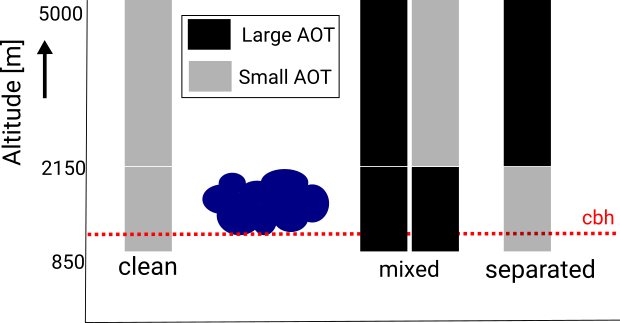 5000
Altitude [m]
Large AOT
Small AOT
2150
cbh
850
clean
mixed
separated